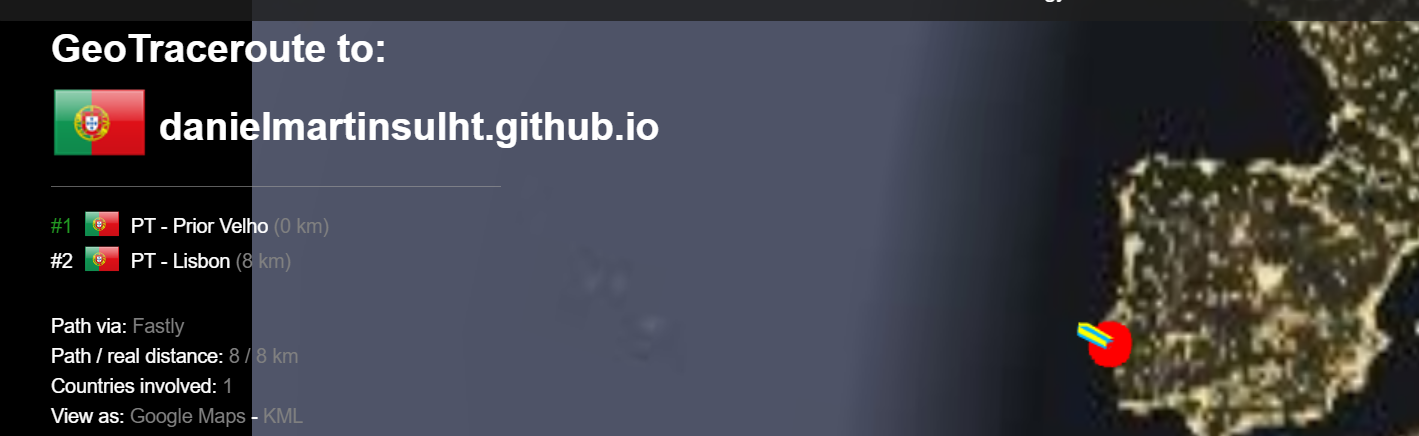 GeoTraceroute to:
danielmartinsulht.github.io
#1 PT - Prior Velho (0 km)
#2 PT - Lisbon (8 km)
Path via: Fastly
Path / real distance: 8 / 8 km
Countries involved: 1
View as: Google Maps - KML